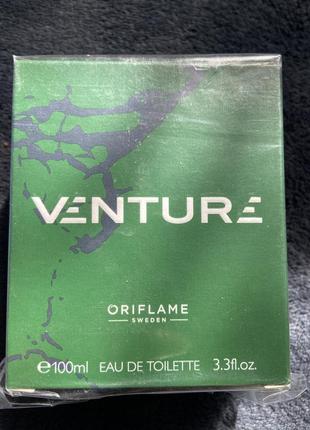 VENTURE
ORIFLAME
SWEDEN
℮100ml EAU DE TOILETTE 3.3fl.oz.